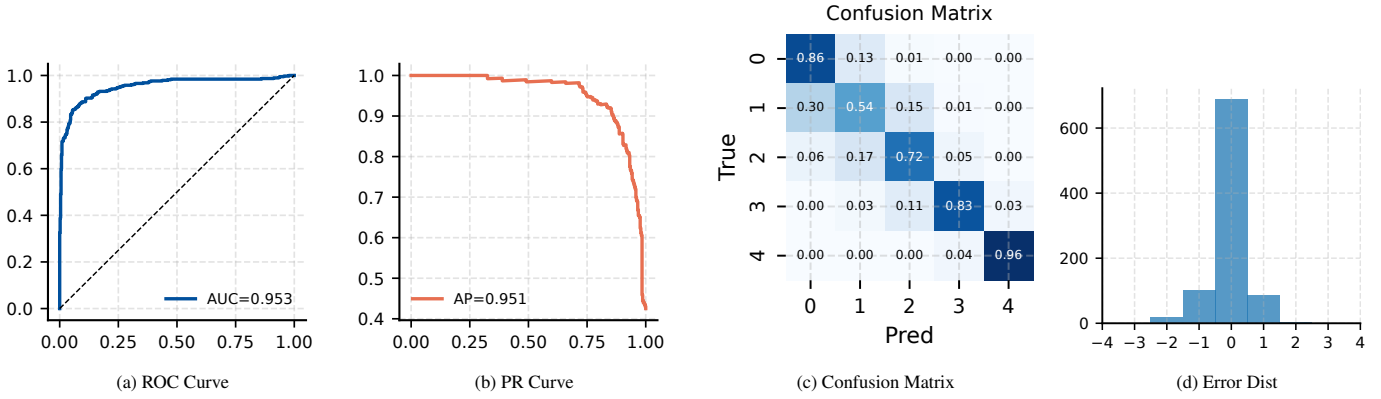 1.0
0.8
0.6
0.4
0.2
0.0
0.00 0.25 0.50 0.75 1.00
AUC=0.953
(a) ROC Curve
1.0
0.9
0.8
0.7
0.6
0.5
0.4
0.00 0.25 0.50 0.75 1.00
AP=0.951
(b) PR Curve
Confusion Matrix
True
0 0.86 0.13 0.01 0.00 0.00
1 0.30 0.54 0.15 0.01 0.00
2 0.06 0.17 0.72 0.05 0.00
3 0.00 0.03 0.11 0.83 0.03
4 0.00 0.00 0.00 0.04 0.96
0 1 2 3 4
Pred
(c) Confusion Matrix
600
400
200
0
−4 −3 −2 −1 0 1 2 3 4
(d) Error Dist